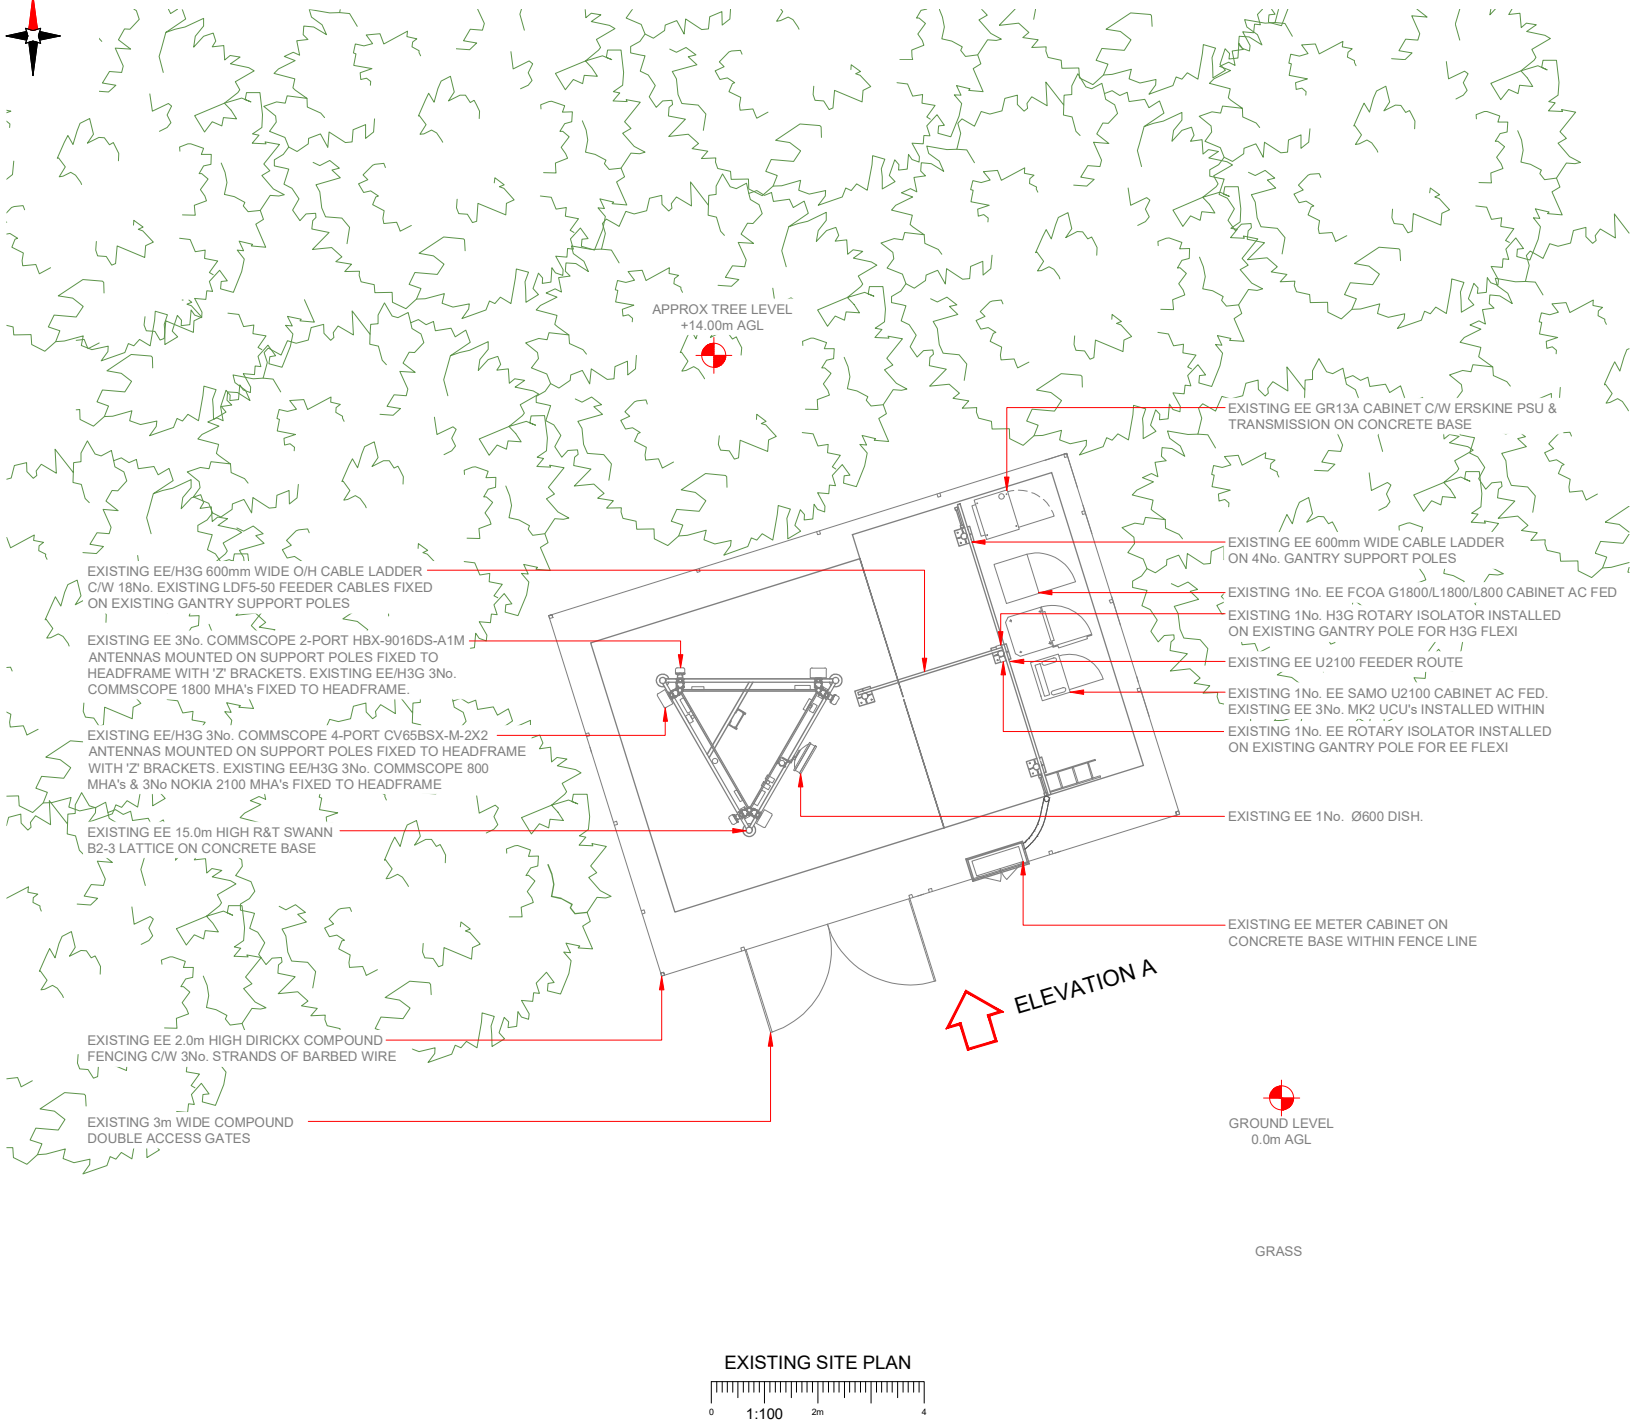 APPROX TREE LEVEL
+14.00m AGL
EXISTING EE GR13A CABINET C/W ERSKINE PSU &
TRANSMISSION ON CONCRETE BASE
EXISTING EE 600mm WIDE CABLE LADDER
ON 4No. GANTRY SUPPORT POLES
EXISTING 1No. EE FCOA G1800/L1800/L800 CABINET AC FED
EXISTING 1No. H3G ROTARY ISOLATOR INSTALLED
ON EXISTING GANTRY POLE FOR H3G FLEXI
EXISTING EE U2100 FEEDER ROUTE
EXISTING 1No. EE SAMO U2100 CABINET AC FED.
EXISTING EE 3No. MK2 UCU's INSTALLED WITHIN
EXISTING 1No. EE ROTARY ISOLATOR INSTALLED
ON EXISTING GANTRY POLE FOR EE FLEXI
EXISTING EE 1No. Ø600 DISH.
EXISTING EE METER CABINET ON
CONCRETE BASE WITHIN FENCE LINE
EXISTING EE/H3G 600mm WIDE O/H CABLE LADDER
C/W 18No. EXISTING LDF5-50 FEEDER CABLES FIXED
ON EXISTING GANTRY SUPPORT POLES
EXISTING EE 3No. COMMSCOPE 2-PORT HBX-9016DS-A1M
ANTENNAS MOUNTED ON SUPPORT POLES FIXED TO
HEADFRAME WITH 'Z' BRACKETS. EXISTING EE/H3G 3No.
COMMSCOPE 1800 MHA's FIXED TO HEADFRAME.
EXISTING EE/H3G 3No. COMMSCOPE 4-PORT CV65BSX-M-2X2
ANTENNAS MOUNTED ON SUPPORT POLES FIXED TO HEADFRAME
WITH 'Z' BRACKETS. EXISTING EE/H3G 3No. COMMSCOPE 800
MHA's & 3No NOKIA 2100 MHA's FIXED TO HEADFRAME
EXISTING EE 15.0m HIGH R&T SWANN
B2-3 LATTICE ON CONCRETE BASE
EXISTING EE 2.0m HIGH DIRICKX COMPOUND
FENCING C/W 3No. STRANDS OF BARBED WIRE
EXISTING 3m WIDE COMPOUND
DOUBLE ACCESS GATES
ELEVATION A
GROUND LEVEL
0.0m AGL
GRASS
EXISTING SITE PLAN
0 1:100 2m 4